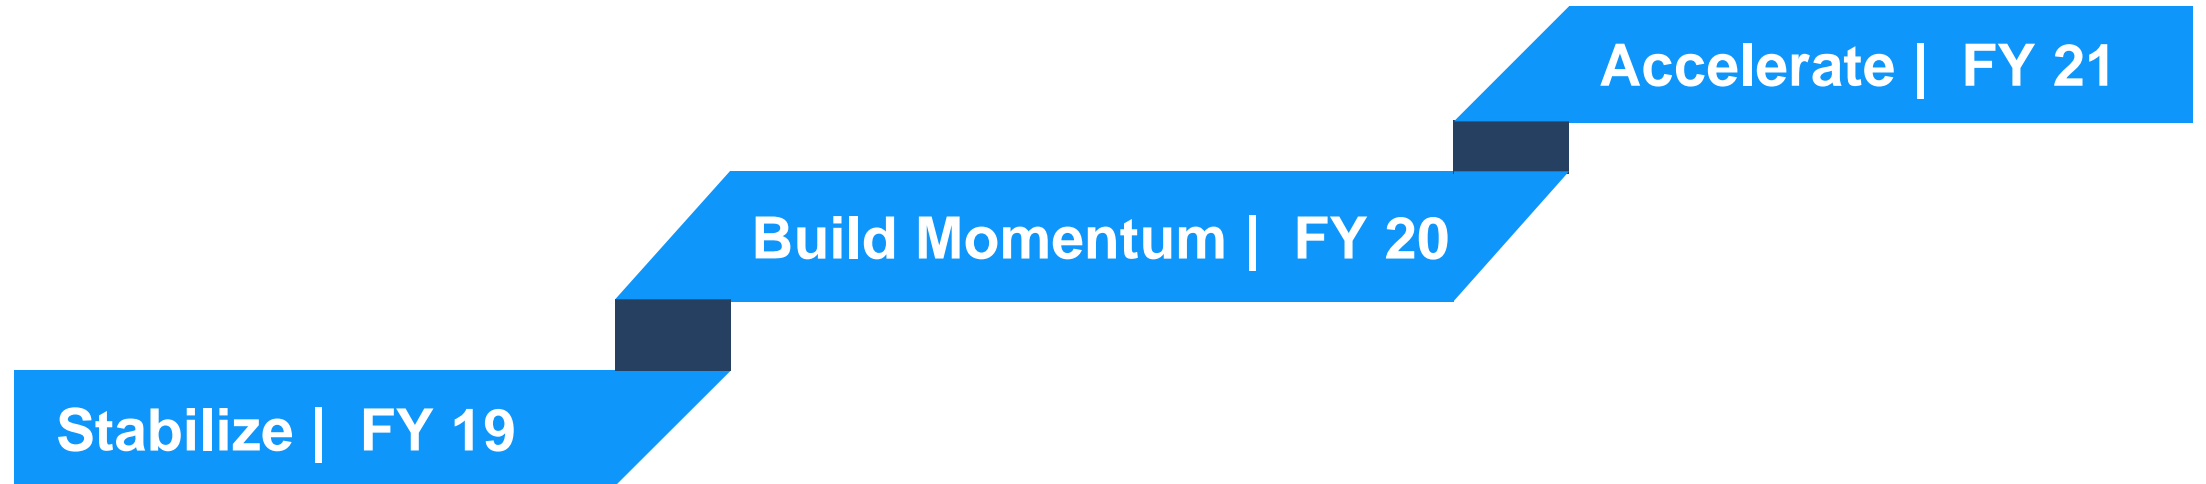 Accelerate | FY 21
Build Momentum | FY 20
Stabilize | FY 19